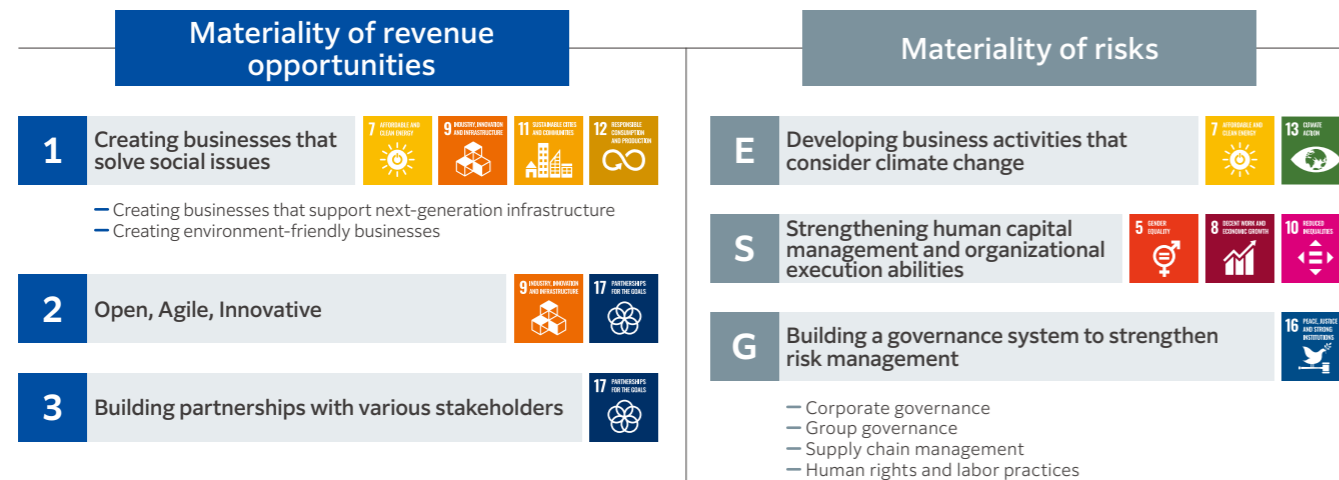 Materiality of revenue
opportunities
1
Creating businesses that
solve social issues
7 AFFORDABLE AND
CLEAN ENERGY
9 INDUSTRY, INNOVATION
AND INFRASTRUCTURE
11 SUSTAINABLE CITIES
AND COMMUNITIES
12 RESPONSIBLE
CONSUMPTION
AND PRODUCTION
– Creating businesses that support next-generation infrastructure
– Creating environment-friendly businesses
2
Open, Agile, Innovative
9 INDUSTRY, INNOVATION
AND INFRASTRUCTURE
17 PARTNERSHIPS
FOR THE GOALS
3
Building partnerships with various stakeholders
17 PARTNERSHIPS
FOR THE GOALS
Materiality of risks
E
Developing business activities that
consider climate change
7 AFFORDABLE AND
CLEAN ENERGY
13 CLIMATE
ACTION
S
Strengthening human capital
management and organizational
execution abilities
5 GENDER
EQUALITY
8 DECENT WORK AND
ECONOMIC GROWTH
10 REDUCED
INEQUALITIES
G
Building a governance system to strengthen
risk management
16 PEACE, JUSTICE
AND STRONG
INSTITUTIONS
– Corporate governance
– Group governance
– Supply chain management
– Human rights and labor practices